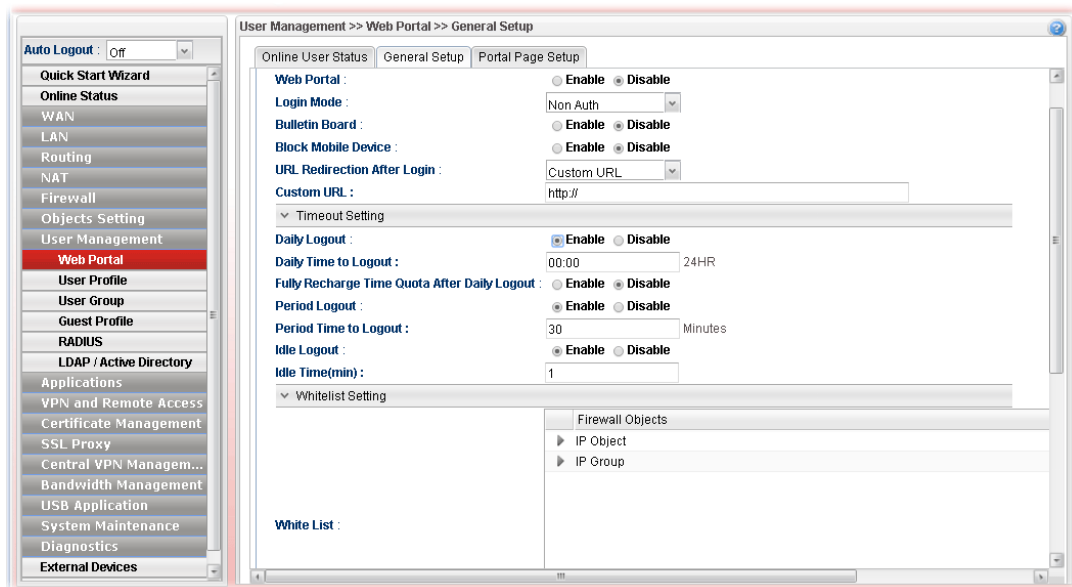 User Management >> Web Portal >> General Setup
Auto Logout : Off
Quick Start Wizard
Online Status
WAN
LAN
Routing
NAT
Firewall
Objects Setting
User Management
Web Portal
User Profile
User Group
Guest Profile
RADIUS
LDAP / Active Directory
Applications
VPN and Remote Access
Certificate Management
SSL Proxy
Central VPN Managem...
Bandwidth Management
USB Application
System Maintenance
Diagnostics
External Devices
Online User Status General Setup Portal Page Setup
Web Portal : Enable Disable
Login Mode : Non Auth
Bulletin Board : Enable Disable
Block Mobile Device : Enable Disable
URL Redirection After Login : Custom URL
Custom URL : http://
Timeout Setting
Daily Logout : Enable Disable
Daily Time to Logout : 00:00 24HR
Fully Recharge Time Quota After Daily Logout : Enable Disable
Period Logout : Enable Disable
Period Time to Logout : 30 Minutes
Idle Logout : Enable Disable
Idle Time(min) : 1
Whitelist Setting
Firewall Objects
IP Object
IP Group
White List :